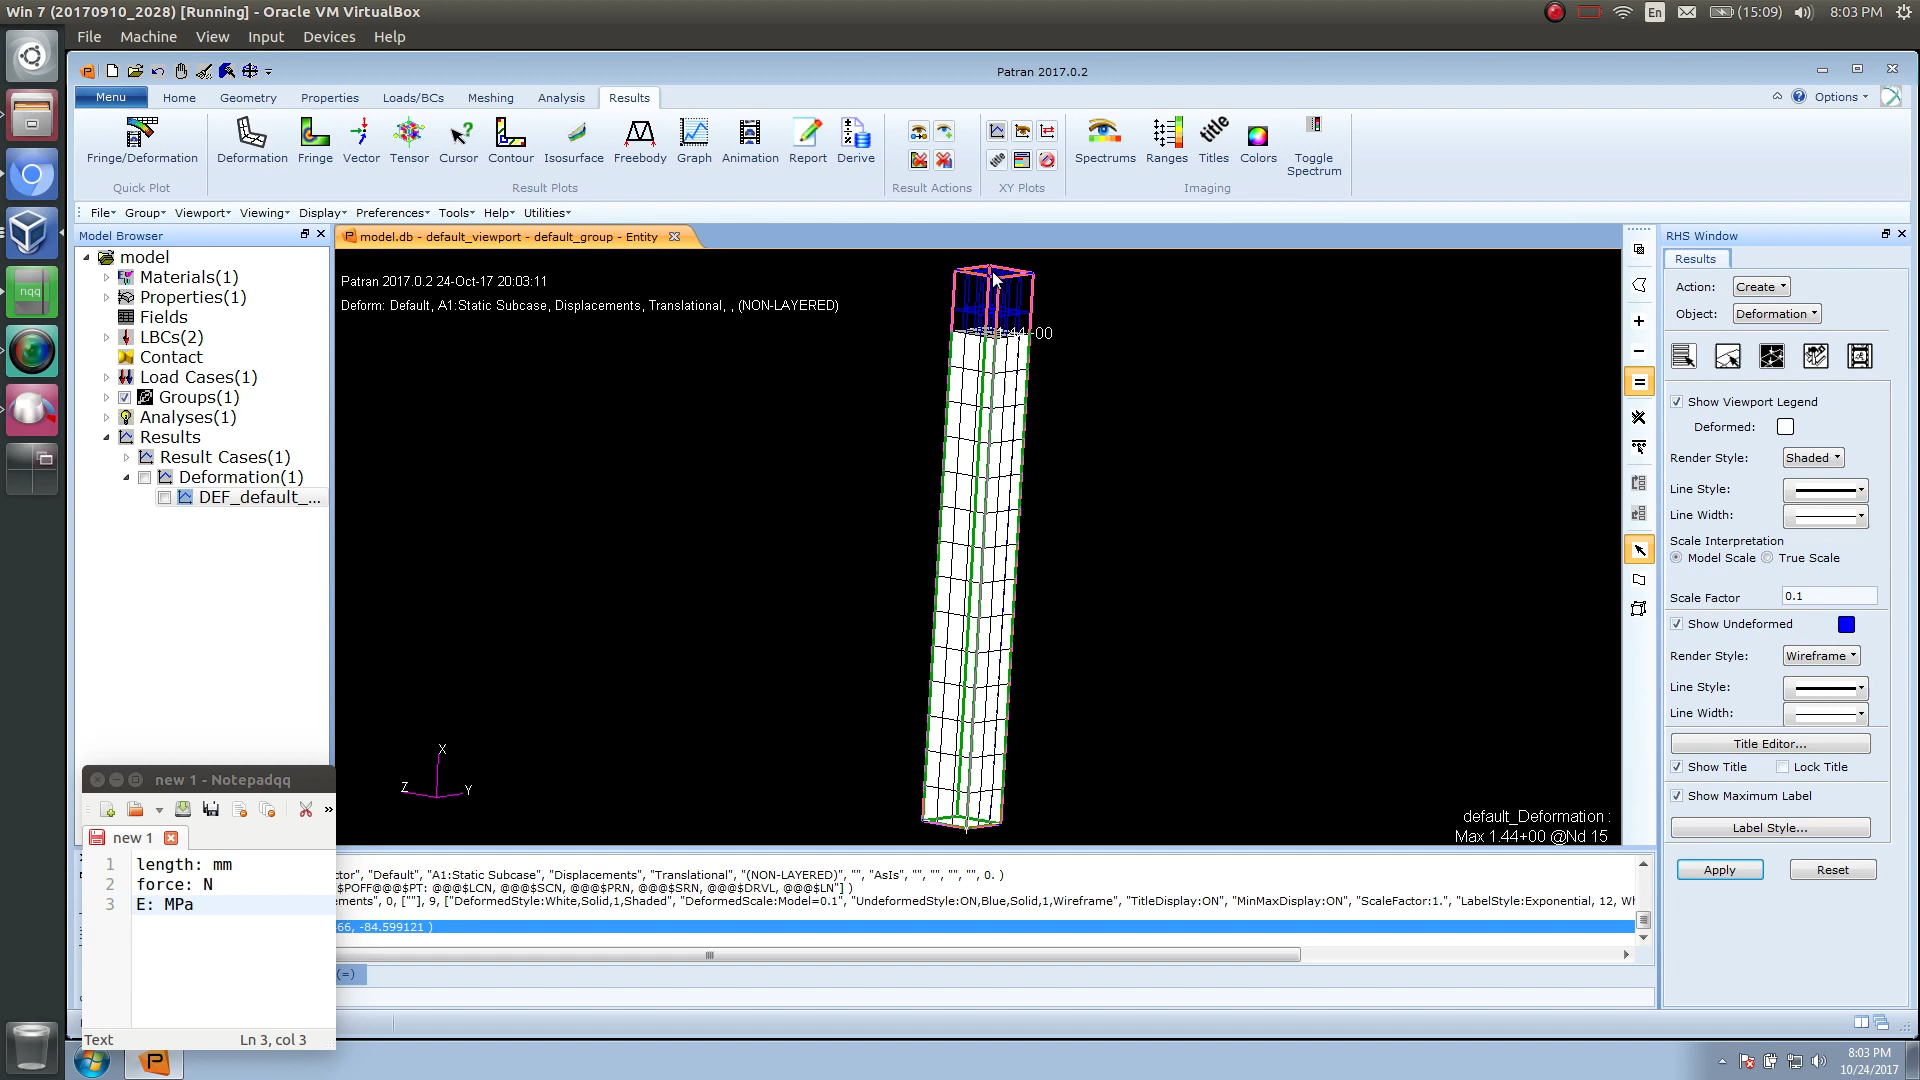 Win 7 (20170910_2028) [Running] - Oracle VM VirtualBox
En
(15:09)
8:03 PM
File Machine View Input Devices Help
Patran 2017.0.2
Menu Home Geometry Properties Loads/BCs Meshing Analysis Results
Options
Fringe/Deformation Deformation Fringe Vector Tensor Cursor Contour Isosurface Freebody Graph Animation Report Derive
Spectrums Ranges Titles Colors Toggle Spectrum
Quick Plot Result Plots Result Actions XY Plots Imaging
File Group Viewport Viewing Display Preferences Tools Help Utilities
Model Browser
model
Materials(1)
Properties(1)
Fields
LBCs(2)
Contact
Load Cases(1)
Groups(1)
Analyses(1)
Results
Result Cases(1)
Deformation(1)
DEF_default_...
model.db - default_viewport - default_group - Entity
Patran 2017.0.2 24-Oct-17 20:03:11
Deform: Default, A1:Static Subcase, Displacements, Translational, , (NON-LAYERED)
1.44+00
X
Z
Y
default_Deformation :
Max 1.44+00 @Nd 15
RHS Window
Results
Action: Create
Object: Deformation
Show Viewport Legend
Deformed:
Render Style: Shaded
Line Style:
Line Width:
Scale Interpretation
Model Scale True Scale
Scale Factor 0.1
Show Undeformed
Render Style: Wireframe
Line Style:
Line Width:
Title Editor...
Show Title Lock Title
Show Maximum Label
Label Style...
Apply Reset
new 1 - Notepadqq
nqq
new 1
1 length: mm
2 force: N
3 E: MPa
Text Ln 3, col 3
ctor", "Default", "A1:Static Subcase", "Displacements", "Translational", "(NON-LAYERED)", "", "AsIs", "", "", "", "", 0. )
$POFF@@@$PT: @@@$LCN, @@@$SCN, @@@$PRN, @@@$SRN, @@@$DRVL, @@@$LN"] )
ements", 0, [""], 9, ["DeformedStyle:White,Solid,1,Shaded", "DeformedScale:Model=0.1", "UndeformedStyle:ON,Blue,Solid,1,Wireframe", "TitleDisplay:ON", "MinMaxDisplay:ON", "ScaleFactor:1.", "LabelStyle:Exponential, 12, Wh
66, -84.599121 )
(=)
8:03 PM
10/24/2017